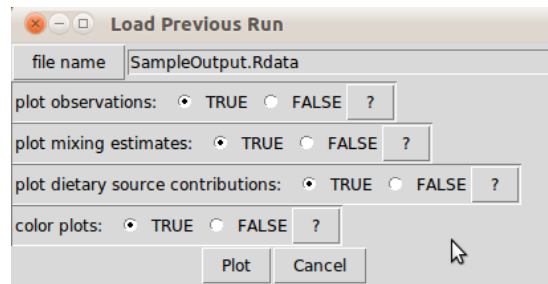 Load Previous Run
file name SampleOutput.Rdata
plot observations: TRUE FALSE ?
plot mixing estimates: TRUE FALSE ?
plot dietary source contributions: TRUE FALSE ?
color plots: TRUE FALSE ?
Plot Cancel